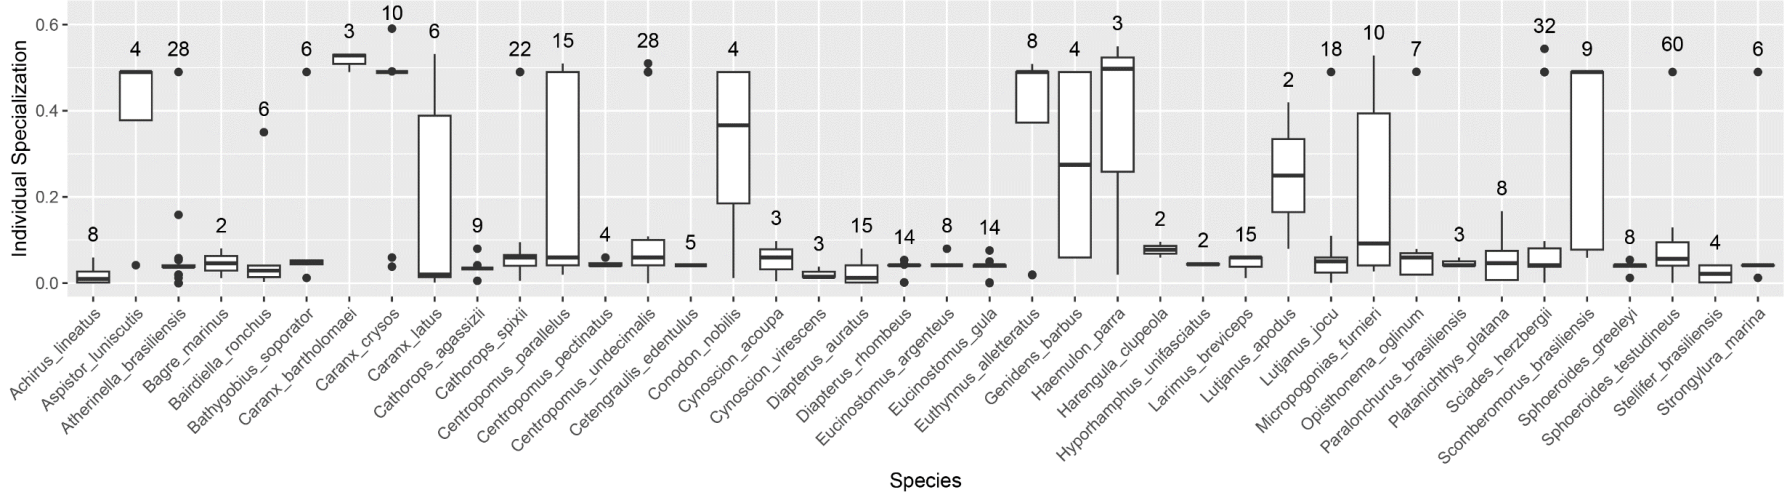 Individual Specialization
0.6
0.4
0.2
0.0
8
4
28
2
6
6
3
10
6
9
22
15
4
28
5
4
3
3
15
14
8
14
8
4
3
2
2
15
2
18
10
7
3
8
32
9
8
60
4
6
Achirus_lineatus
Aspistor_luniscutis
Atherinella_brasiliensis
Bagre_marinus
Bairdiella_ronchus
Bathygobius_soporator
Caranx_bartholomaei
Caranx_crysos
Caranx_latus
Cathorops_agassizii
Cathorops_spixii
Centropomus_parallelus
Centropomus_pectinatus
Centropomus_undecimalis
Cetengraulis_edentulus
Conodon_nobilis
Cynoscion_acoupa
Cynoscion_virescens
Diapterus_auratus
Diapterus_rhombeus
Eucinostomus_argenteus
Eucinostomus_gula
Euthynnus_alletteratus
Genidens_barbus
Haemulon_parra
Harengula_clupeola
Hyporhamphus_unifasciatus
Larimus_breviceps
Lutjanus_apodus
Lutjanus_jocu
Micropogonias_furnieri
Opisthonema_oglinum
Paralonchurus_brasiliensis
Platanichthys_platana
Sciades_herzbergii
Scomberomorus_brasiliensis
Sphoeroides_greeleyi
Sphoeroides_testudineus
Stellifer_brasiliensis
Strongylura_marina
Species